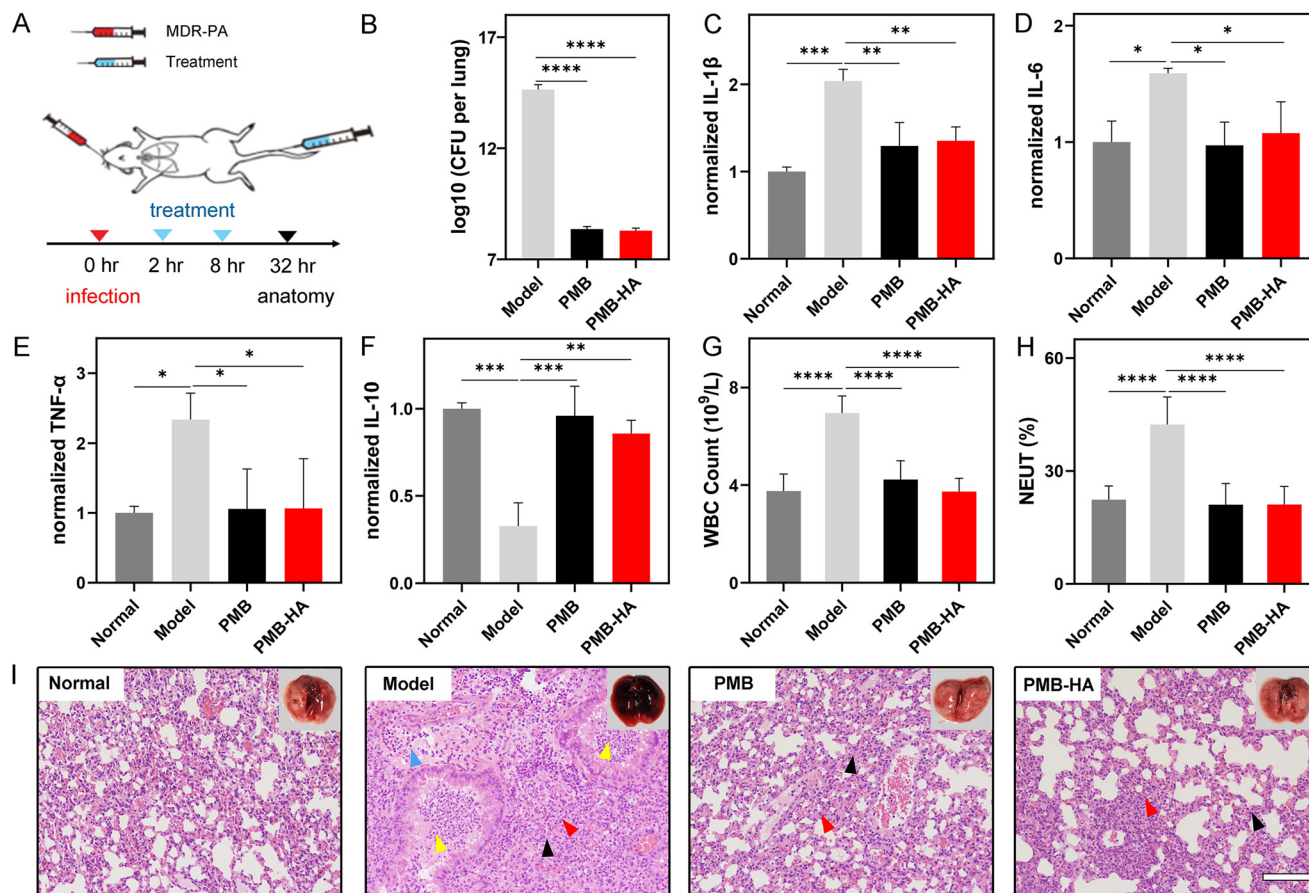 A
MDR-PA
Treatment
treatment
0 hr 2 hr 8 hr 32 hr
infection anatomy
B
log10 (CFU per lung)
17
12
7
****
****
Model PMB PMB-HA
C
normalized IL-1β
2
1
0
**
*** **
Normal Model PMB PMB-HA
D
normalized IL-6
2
1
0
*
* *
Normal Model PMB PMB-HA
E
normalized TNF-α
3
2
1
0
*
* *
Normal Model PMB PMB-HA
F
normalized IL-10
1.0
0.5
0.0
**
*** ***
Normal Model PMB PMB-HA
G
WBC Count (10⁹/L)
8
4
0
****
**** ****
Normal Model PMB PMB-HA
H
NEUT (%)
60
30
0
****
**** ****
Normal Model PMB PMB-HA
I
Normal
Model
PMB
PMB-HA